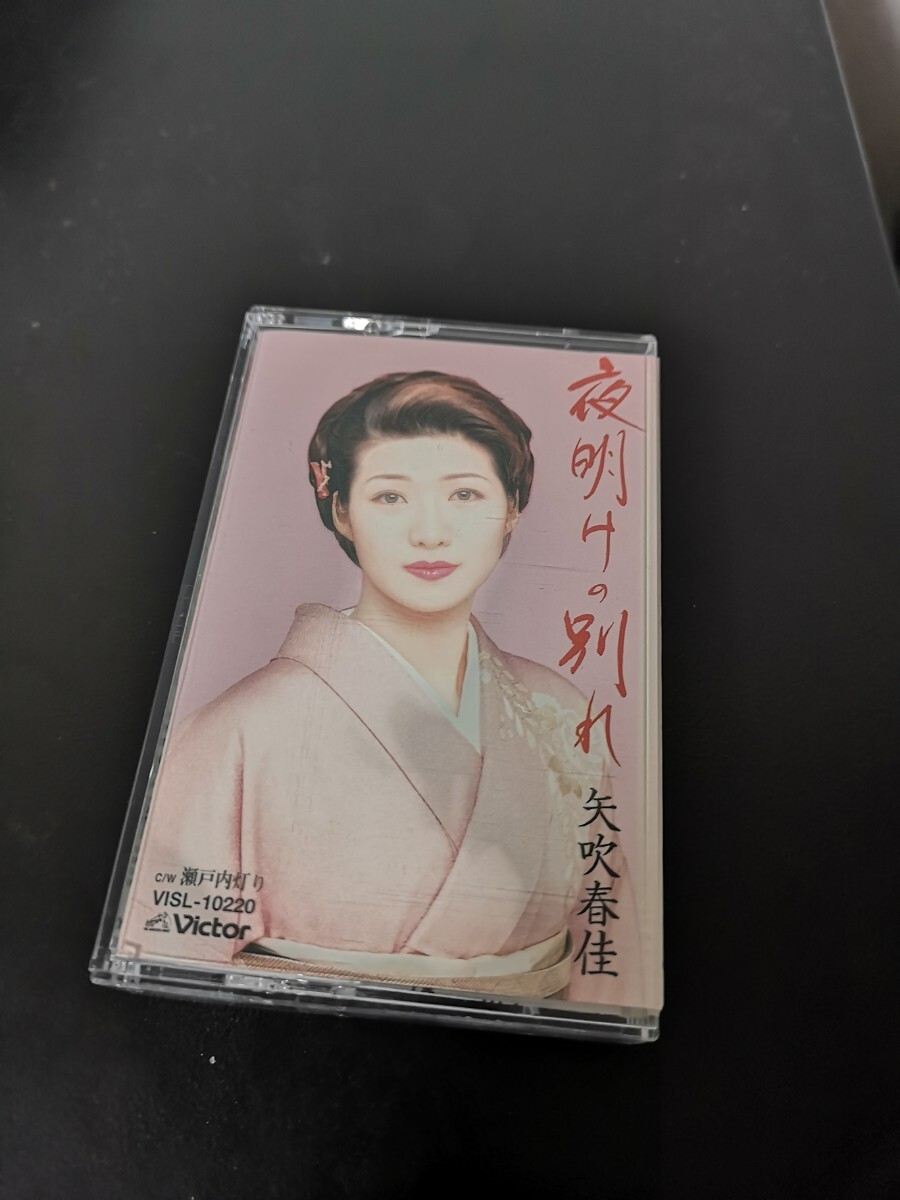 夜明けの別れ
矢吹春佳
c/w 瀬戸内灯り
VISL-10220
Victor